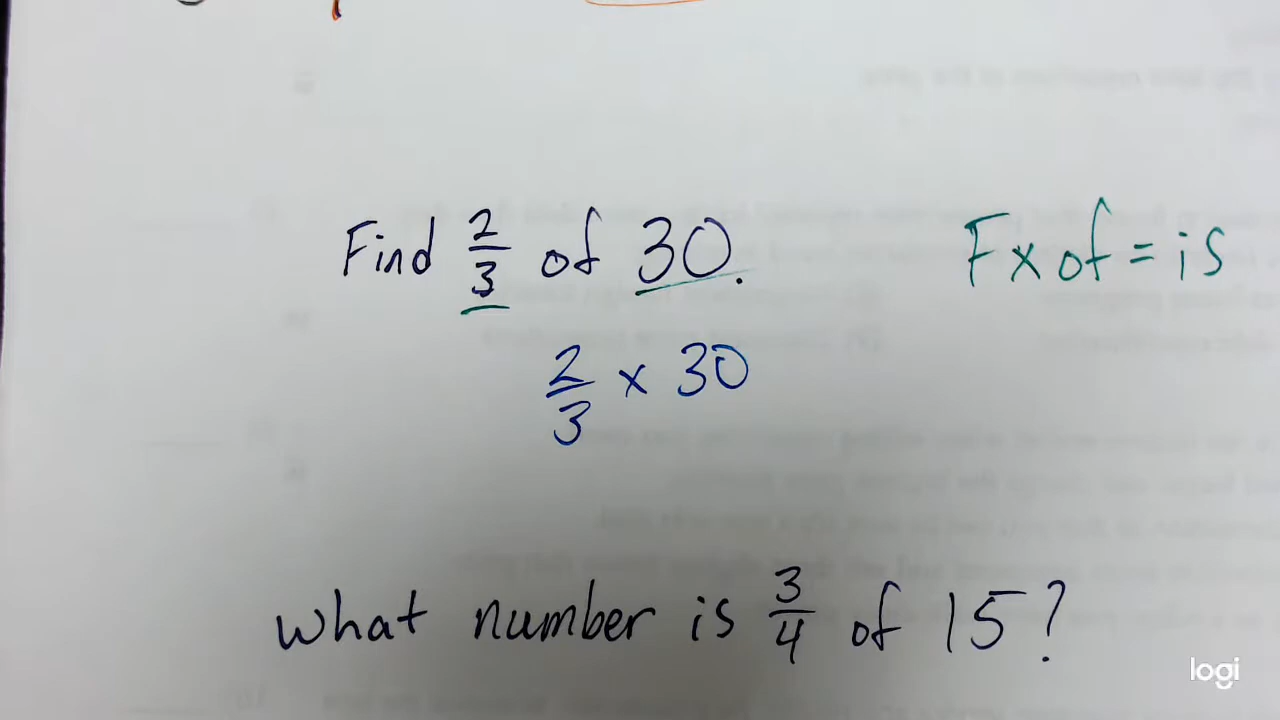 Find 2/3 of 30.
F x of = is
2/3 x 30
What number is 3/4 of 15?
logi